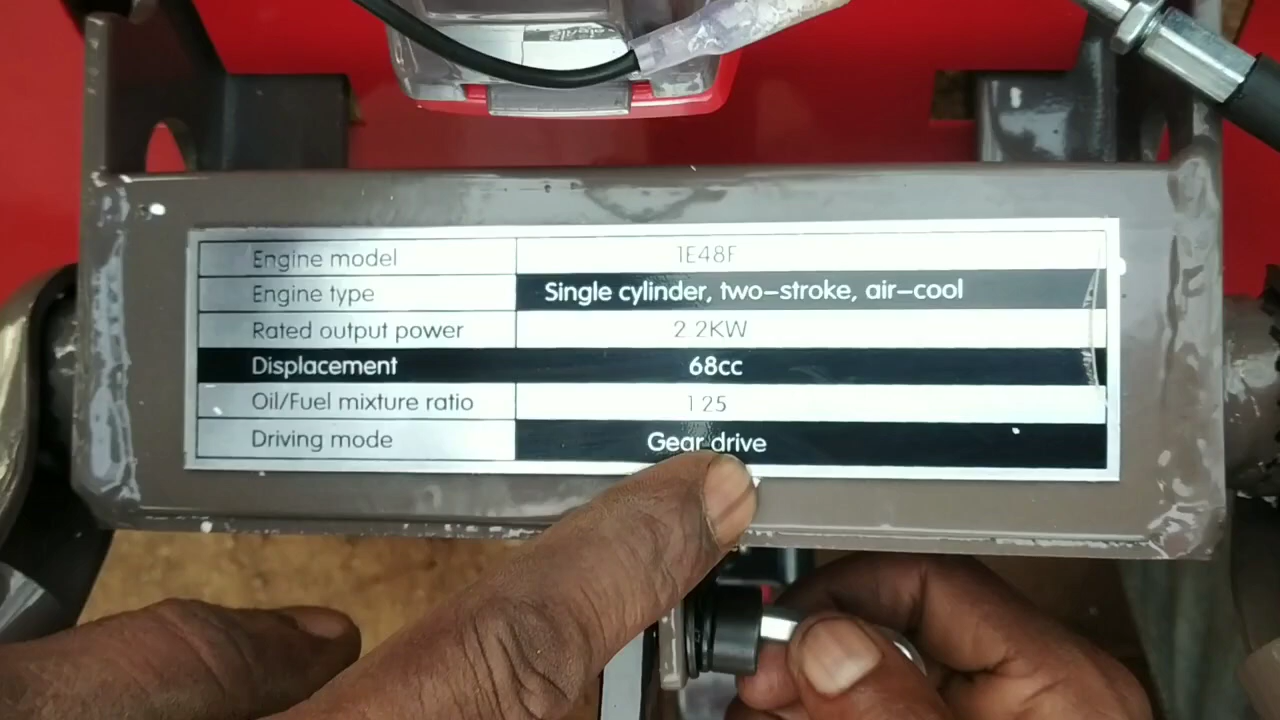 Engine model 1E48F
Engine type Single cylinder, two-stroke, air-cool
Rated output power 2 2KW
Displacement 68cc
Oil/Fuel mixture ratio 1 25
Driving mode Gear drive